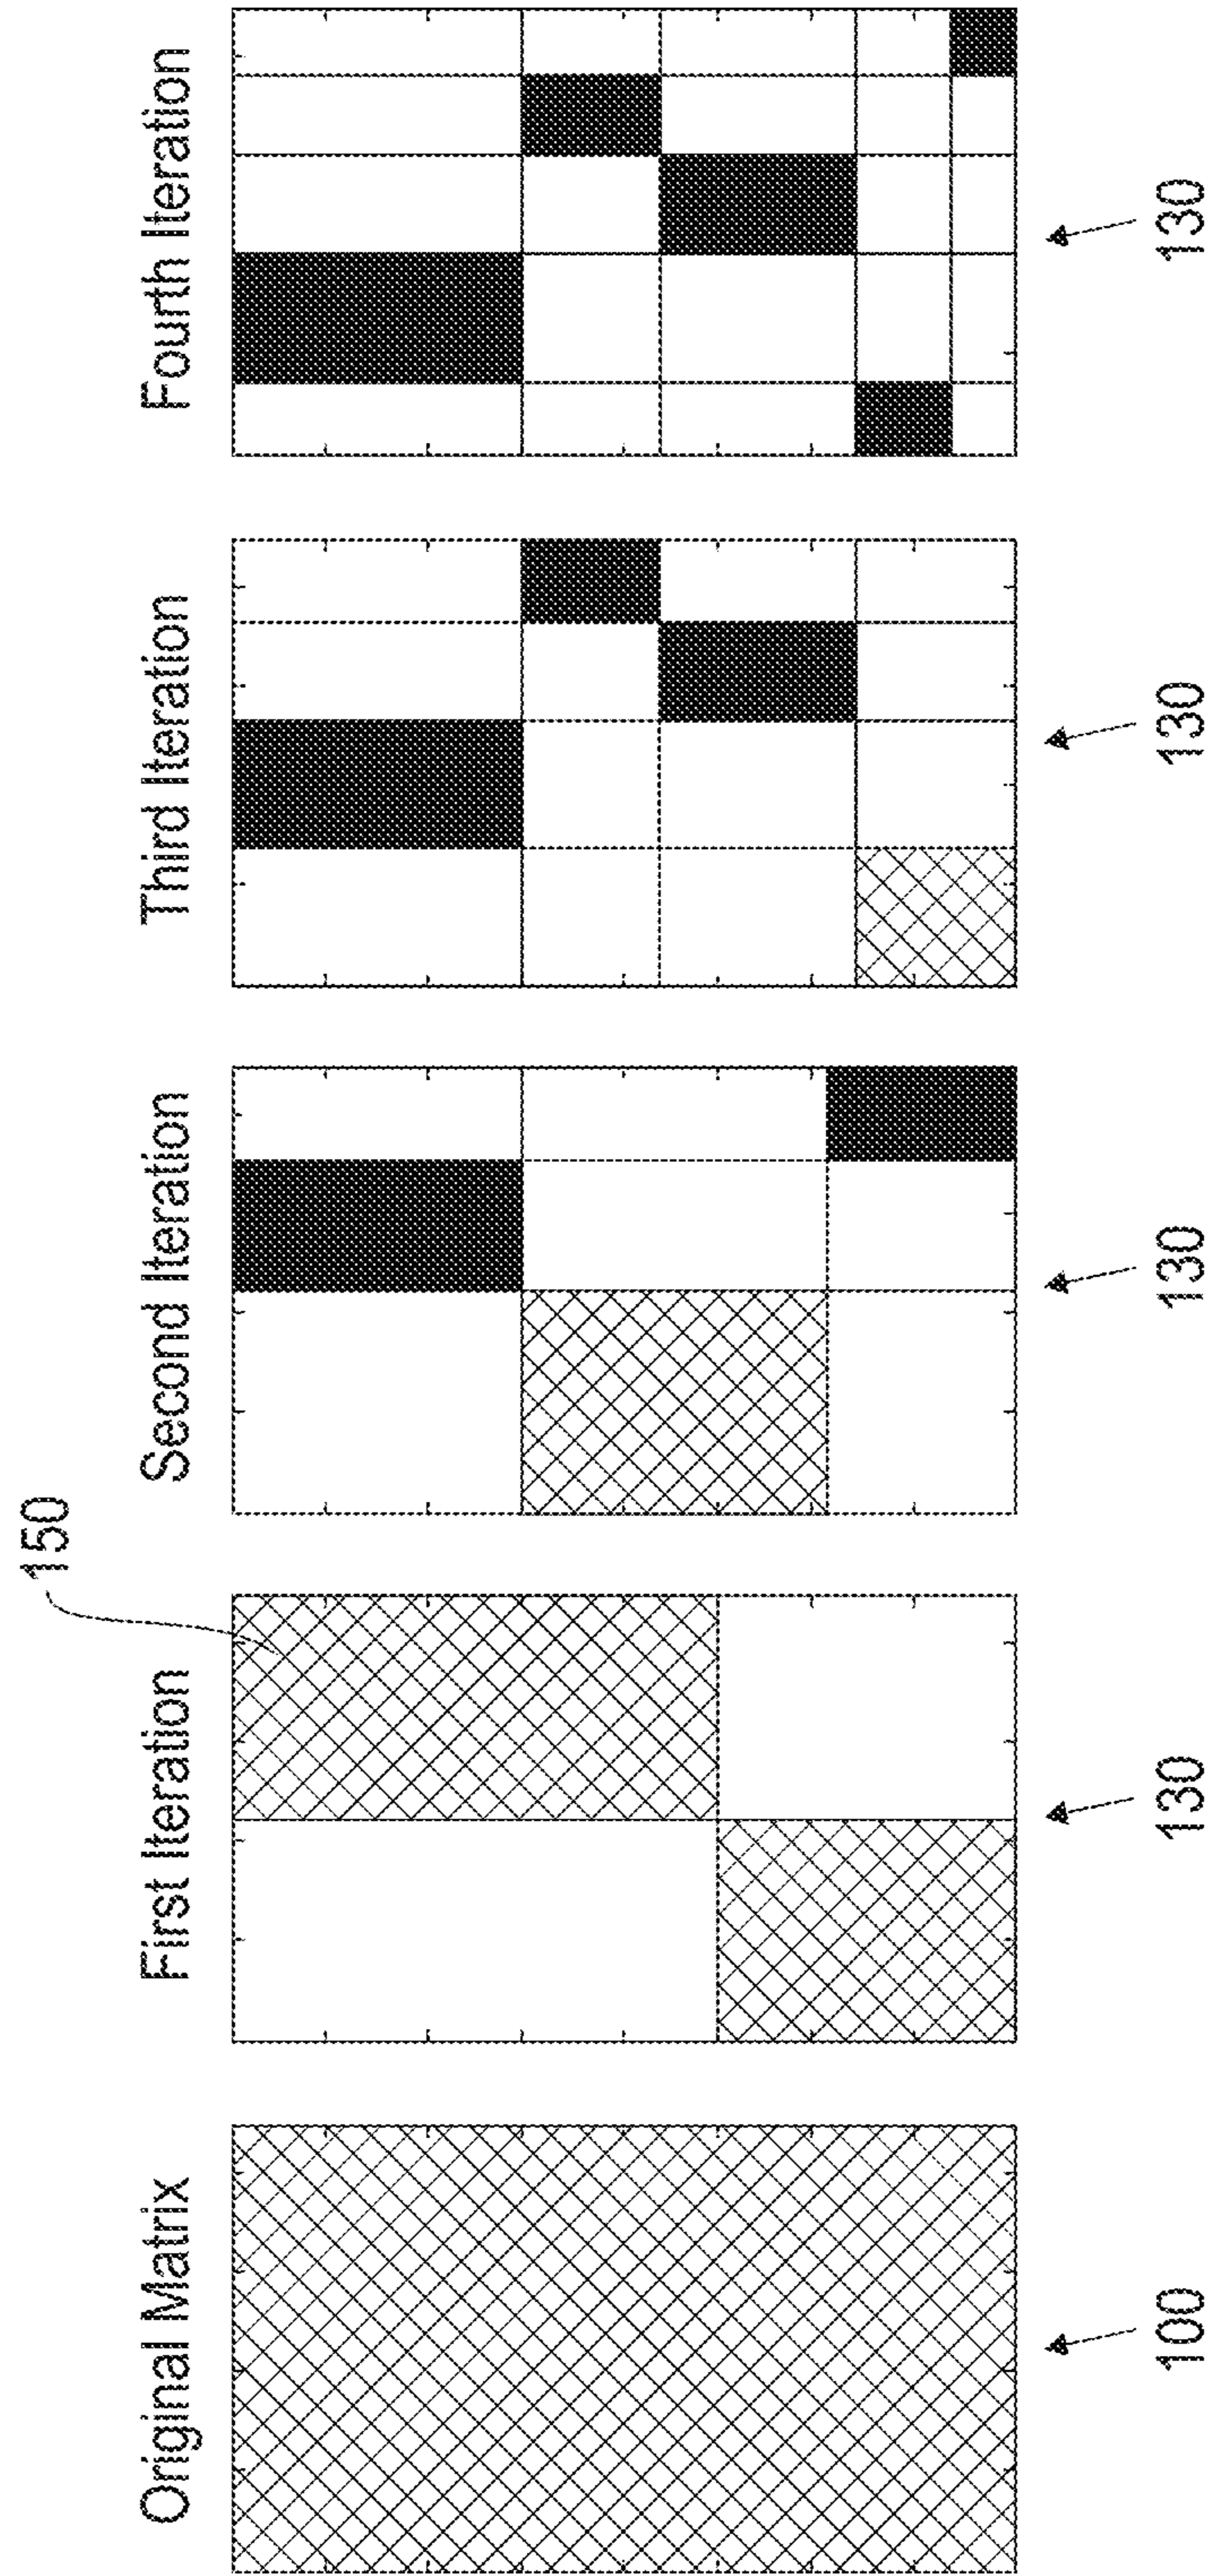 150
Original Matrix
First Iteration
Second Iteration
Third Iteration
Fourth Iteration
100
130
130
130
130